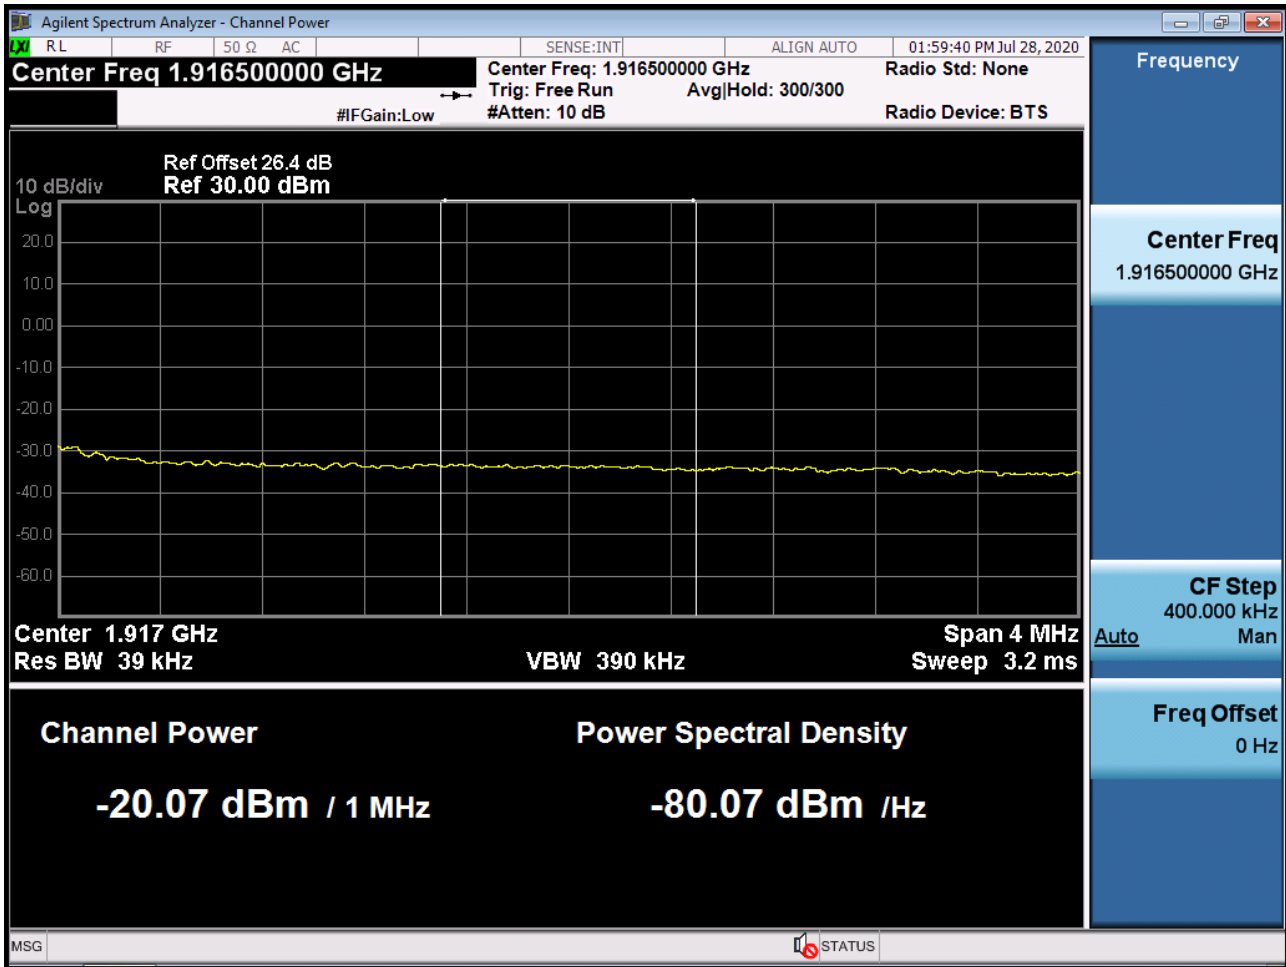 Agilent Spectrum Analyzer - Channel Power
LXI RL RF 50 Ω AC SENSE:INT ALIGN AUTO 01:59:40 PM Jul 28, 2020
Center Freq 1.916500000 GHz
Center Freq: 1.916500000 GHz
Radio Std: None
Trig: Free Run Avg|Hold: 300/300
#IFGain:Low
#Atten: 10 dB
Radio Device: BTS
Ref Offset 26.4 dB
10 dB/div Ref 30.00 dBm
Log
20.0
10.0
0.00
-10.0
-20.0
-30.0
-40.0
-50.0
-60.0
Center 1.917 GHz Span 4 MHz
Res BW 39 kHz VBW 390 kHz Sweep 3.2 ms
Channel Power
Power Spectral Density
-20.07 dBm / 1 MHz
-80.07 dBm /Hz
Frequency
Center Freq
1.916500000 GHz
CF Step
400.000 kHz
Auto Man
Freq Offset
0 Hz
MSG STATUS